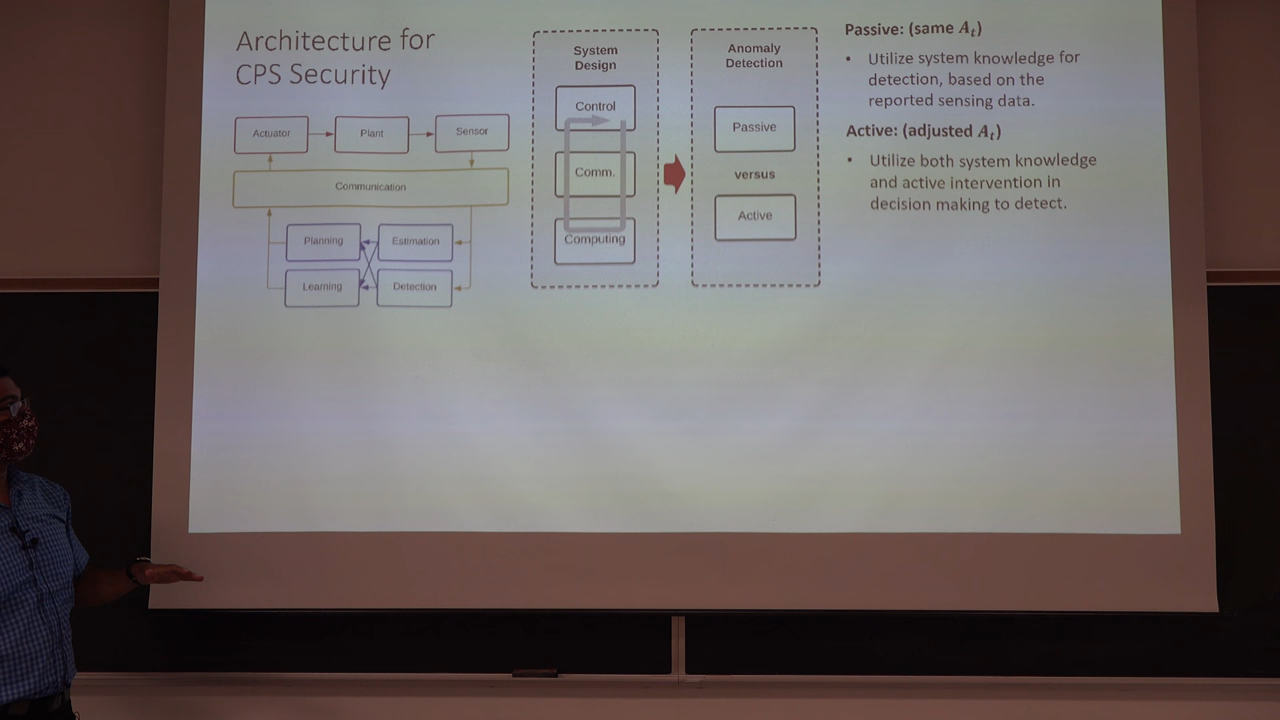 Architecture for
CPS Security
Actuator
Plant
Sensor
Communication
Planning
Estimation
Learning
Detection
System
Design
Control
Comm.
Computing
Anomaly
Detection
Passive
versus
Active
Passive: (same Aₜ)
• Utilize system knowledge for
detection, based on the
reported sensing data.
Active: (adjusted Aₜ)
• Utilize both system knowledge
and active intervention in
decision making to detect.